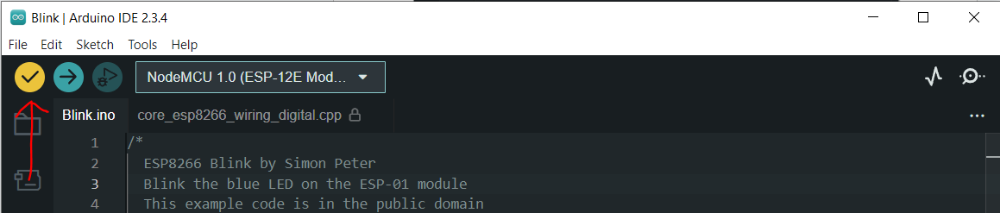 Blink | Arduino IDE 2.3.4
File Edit Sketch Tools Help
NodeMCU 1.0 (ESP-12E Mod...
Blink.ino core_esp8266_wiring_digital.cpp
1 /*
2 ESP8266 Blink by Simon Peter
3 Blink the blue LED on the ESP-01 module
4 This example code is in the public domain